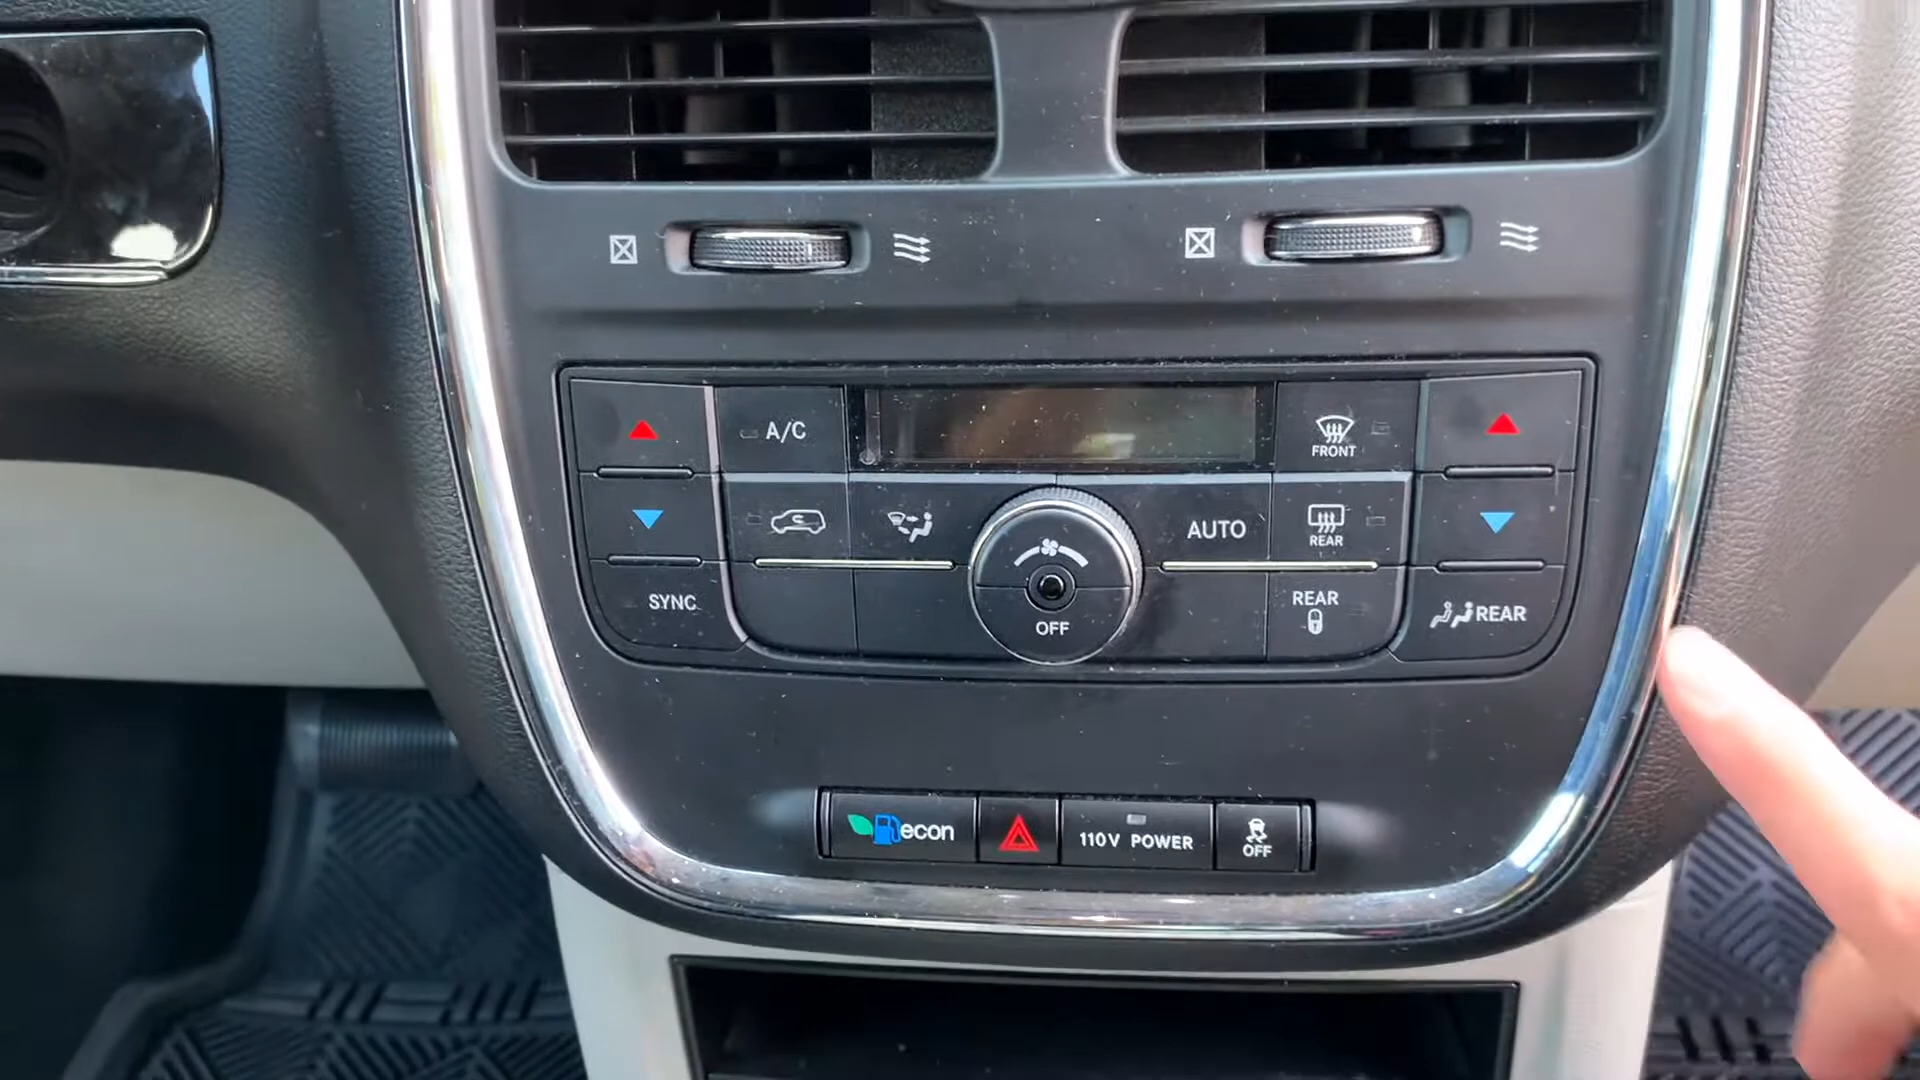 A/C
FRONT
AUTO
REAR
SYNC
OFF
REAR
REAR
econ
110V POWER
OFF